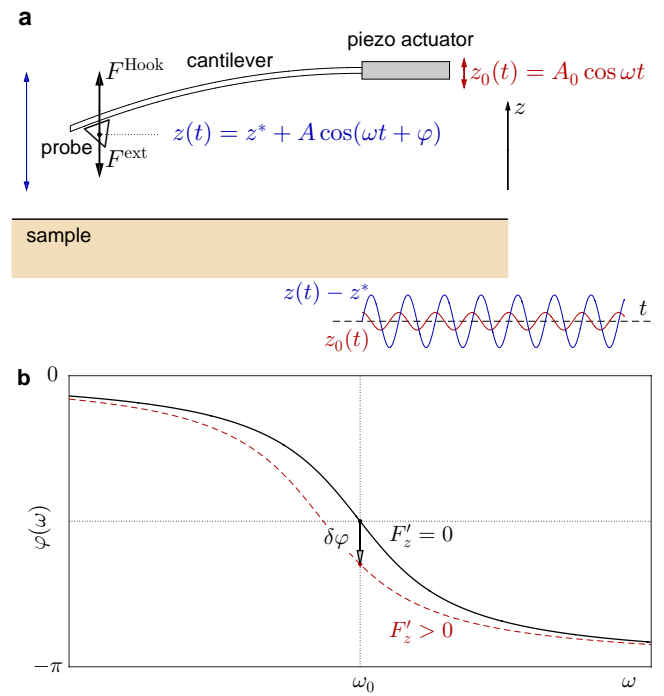 a
piezo actuator
cantilever
F^Hook
z_0(t) = A_0 cos ωt
z
z(t) = z* + A cos(ωt + φ)
probe
F^ext
sample
z(t) − z*
t
z_0(t)
b
0
φ(ω)
δφ
F′_z = 0
F′_z > 0
−π
ω_0
ω